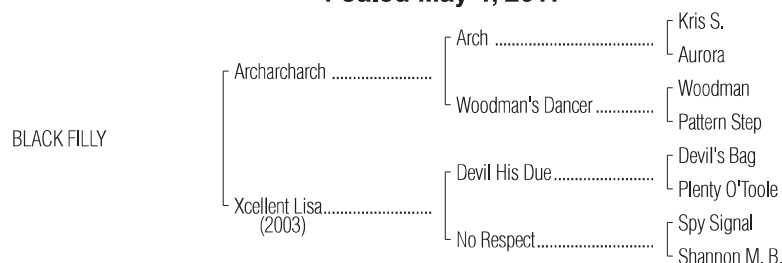 Foaled May 2017
Kris S.
Arch
Aurora
Archarcharch
Woodman
Woodman's Dancer
Pattern Step
BLACK FILLY
Devil's Bag
Devil His Due
Plenty O'Toole
Xcellent Lisa
(2003)
Spy Signal
No Respect
Shannon M. B.